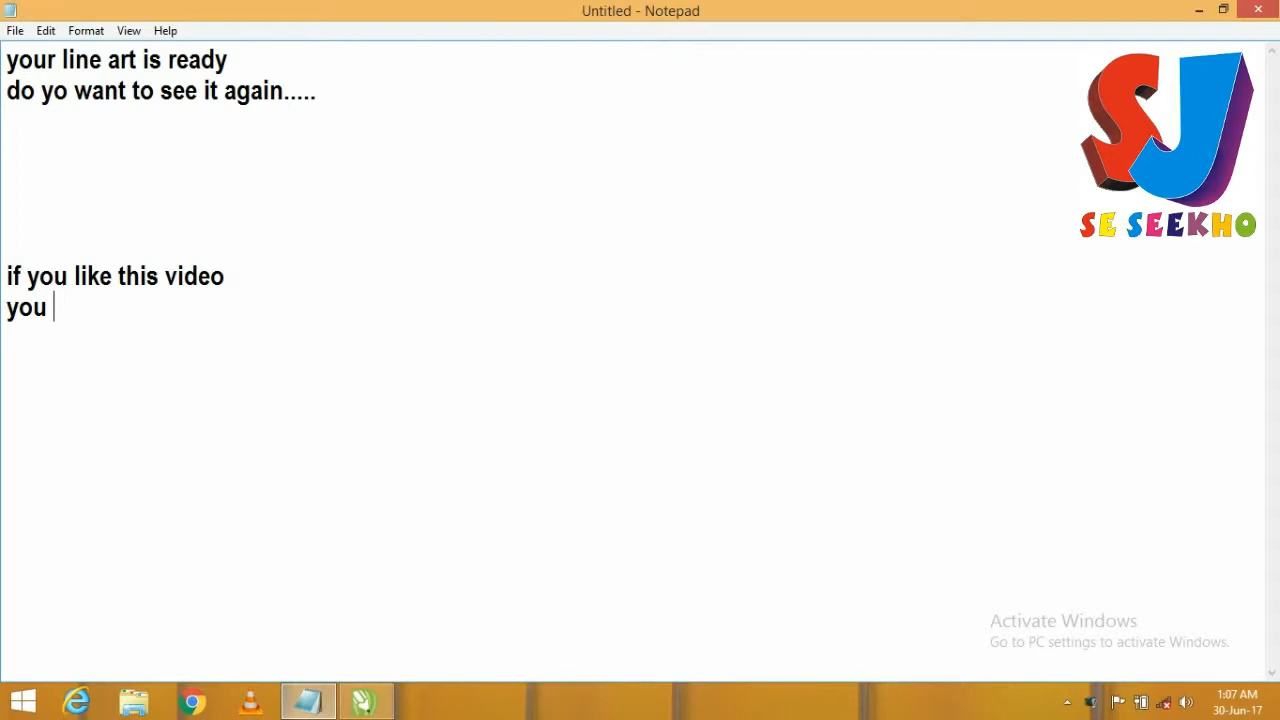 Untitled - Notepad
File Edit Format View Help
your line art is ready
do yo want to see it again.....
SJ
SE SEEKHO
if you like this video
you
Activate Windows
Go to PC settings to activate Windows.
1:07 AM
30-Jun-17